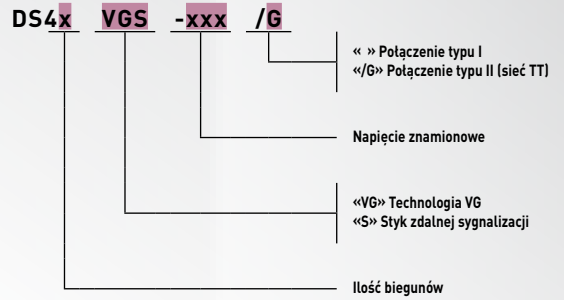 DS4x VGS -xxx /G
« » Połączenie typu I
«/G» Połączenie typu II (sieć TT)
Napięcie znamionowe
«VG» Technologia VG
«S» Styk zdalnej sygnalizacji
Ilość biegunów